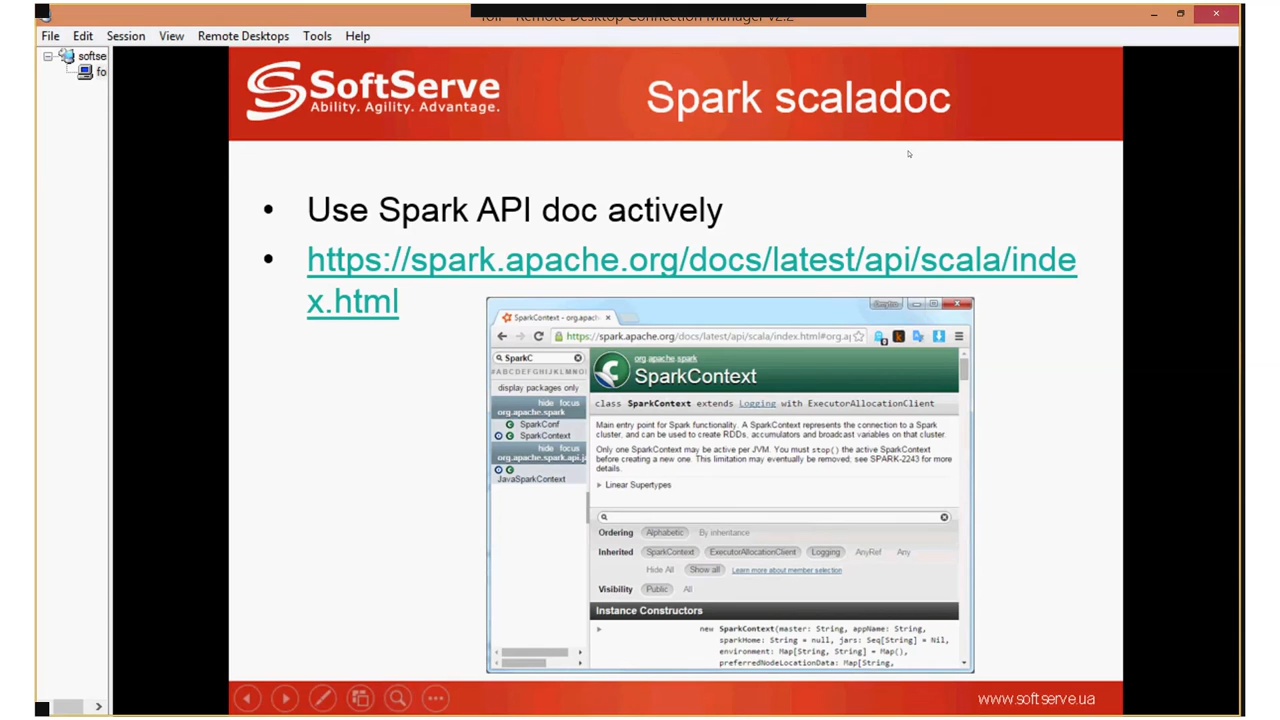 File Edit Session View Remote Desktops Tools Help
softse
fo
SoftServe
Ability. Agility. Advantage.
Spark scaladoc
• Use Spark API doc actively
• https://spark.apache.org/docs/latest/api/scala/inde
x.html
SparkContext - org.apach
https://spark.apache.org/docs/latest/api/scala/index.html#org.a
SparkC
#ABCDEFGHIJKLMNO
display packages only
hide focus
org.apache.spark
SparkConf
SparkContext
hide focus
org.apache.spark.api.j
JavaSparkContext
org.apache.spark
SparkContext
class SparkContext extends Logging with ExecutorAllocationClient
Main entry point for Spark functionality. A SparkContext represents the connection to a Spark
cluster, and can be used to create RDDs, accumulators and broadcast variables on that cluster.
Only one SparkContext may be active per JVM. You must stop() the active SparkContext
before creating a new one. This limitation may eventually be removed; see SPARK-2243 for more
details.
Linear Supertypes
Ordering Alphabetic By inheritance
Inherited SparkContext ExecutorAllocationClient Logging AnyRef Any
Hide All Show all Learn more about member selection
Visibility Public All
Instance Constructors
new SparkContext(master: String, appName: String,
sparkHome: String = null, jars: Seq[String] = Nil,
environment: Map[String, String] = Map(),
preferredNodeLocationData: Map[String,
www.softserve.ua